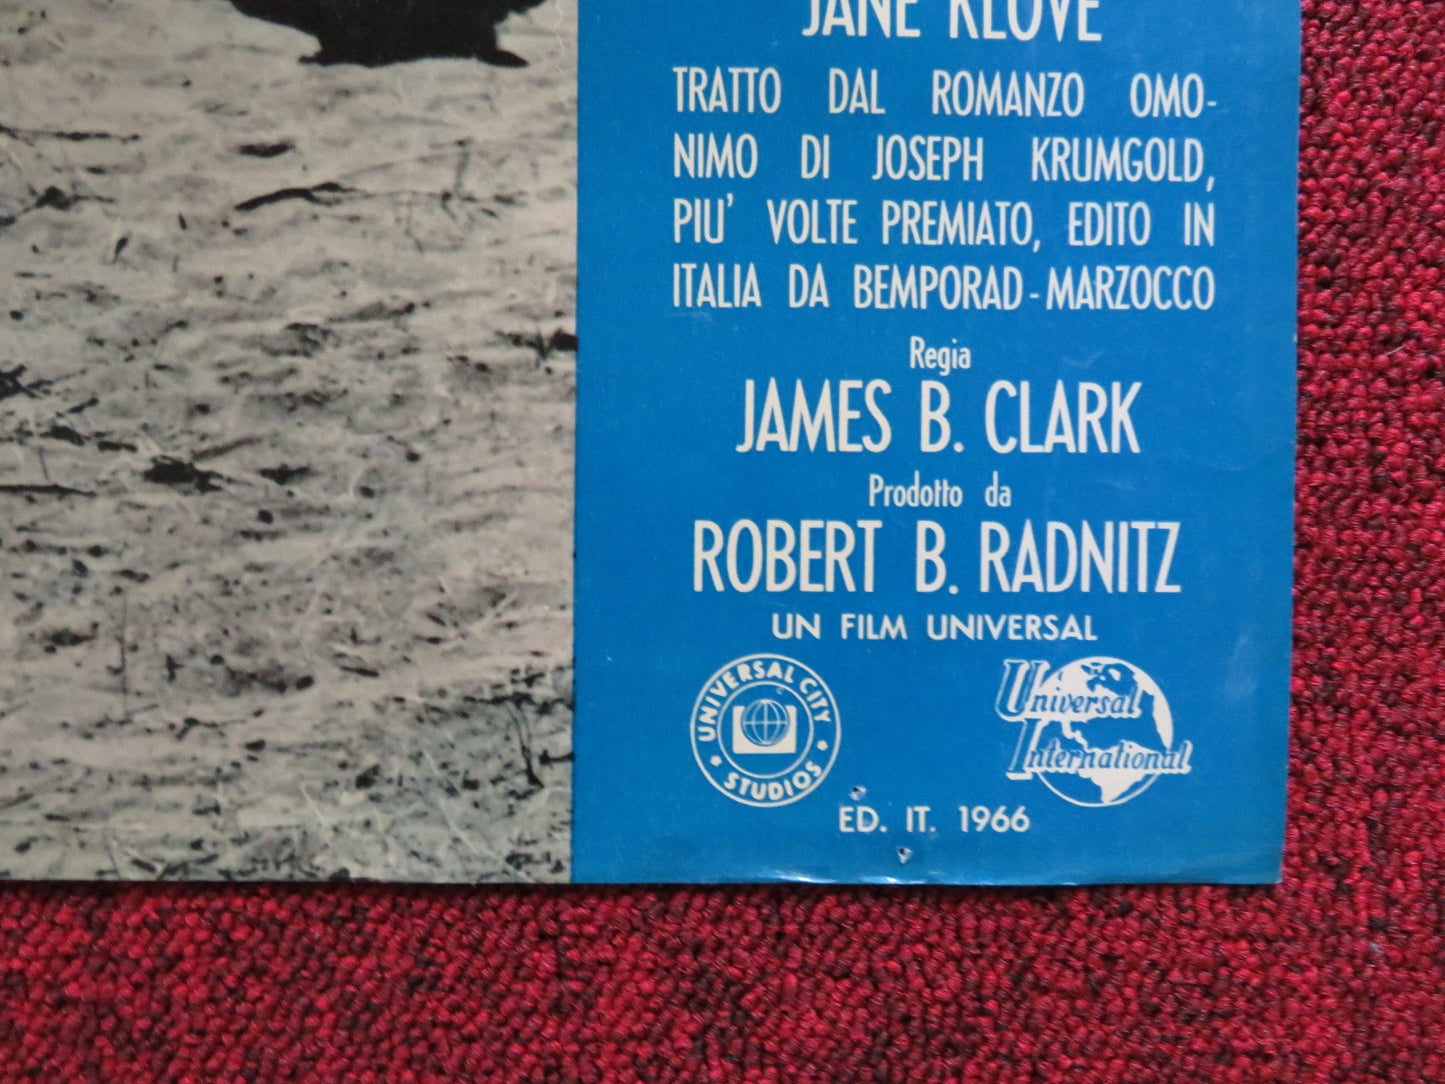 JANE KLOVE
TRATTO DAL ROMANZO OMO-
NIMO DI JOSEPH KRUMGOLD,
PIU' VOLTE PREMIATO, EDITO IN
ITALIA DA BEMPORAD-MARZOCCO
Regia
JAMES B. CLARK
Prodotto da
ROBERT B. RADNITZ
UN FILM UNIVERSAL
UNIVERSAL CITY
STUDIOS
Universal
International
ED. IT. 1966